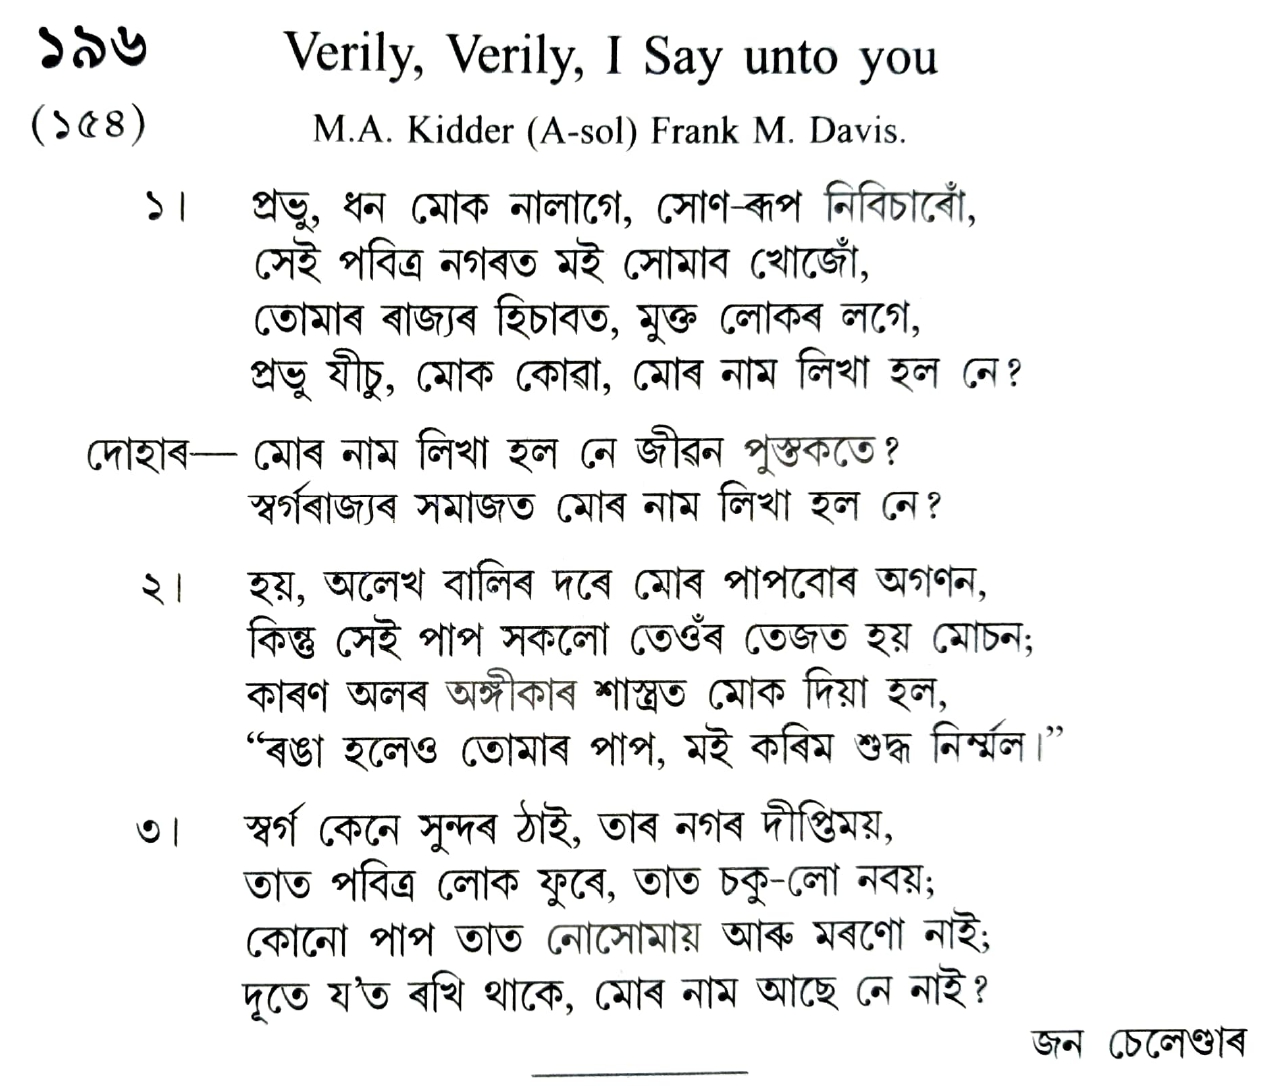 ১৯৬ Verily, Verily, I Say unto you
(১৫৪) M.A. Kidder (A-sol) Frank M. Davis.
১। প্ৰভু, ধন মোক নালাগে, সোণ-ৰূপ নিবিচাৰোঁ,
সেই পবিত্ৰ নগৰত মই সোমাব খোজোঁ,
তোমাৰ ৰাজ্যৰ হিচাবত, মুক্ত লোকৰ লগে,
প্ৰভু যীচু, মোক কোৱা, মোৰ নাম লিখা হল নে?
দোহাৰ— মোৰ নাম লিখা হল নে জীৱন পুস্তকতে?
স্বৰ্গৰাজ্যৰ সমাজত মোৰ নাম লিখা হল নে?
২। হয়, অলেখ বালিৰ দৰে মোৰ পাপবোৰ অগণন,
কিন্তু সেই পাপ সকলো তেওঁৰ তেজত হয় মোচন;
কাৰণ অলৰ অঙ্গীকাৰ শাস্ত্ৰত মোক দিয়া হল,
“ৰঙা হলেও তোমাৰ পাপ, মই কৰিম শুদ্ধ নিৰ্ম্মল।”
৩। স্বৰ্গ কেনে সুন্দৰ ঠাই, তাৰ নগৰ দীপ্তিময়,
তাত পবিত্ৰ লোক ফুৰে, তাত চকু-লো নবয়;
কোনো পাপ তাত নোসোমায় আৰু মৰণো নাই;
দূতে য'ত ৰখি থাকে, মোৰ নাম আছে নে নাই?
জন চেলেণ্ডাৰ